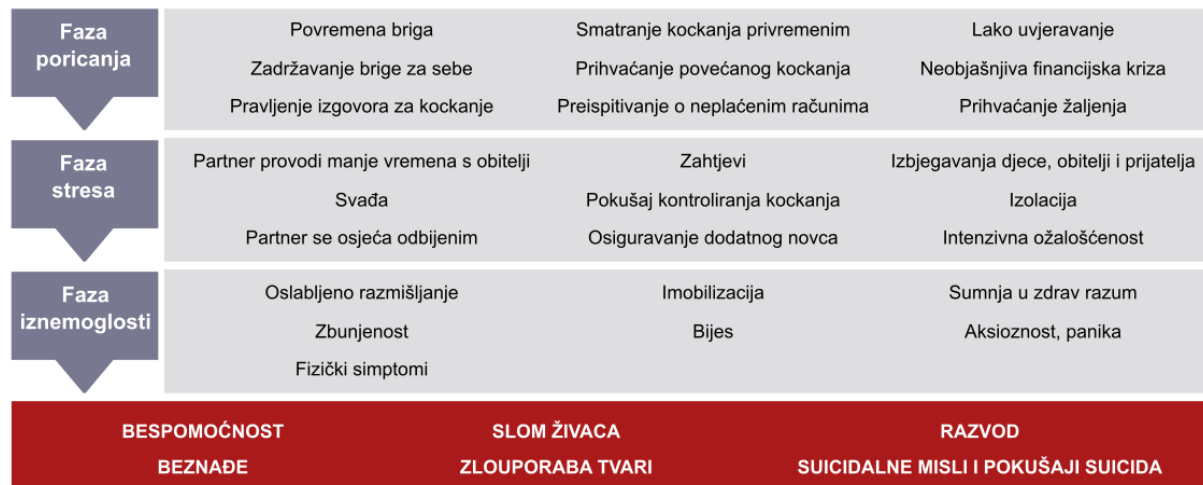 Faza
poricanja
Povremena briga
Smatranje kockanja privremenim
Lako uvjeravanje
Zadržavanje brige za sebe
Prihvaćanje povećanog kockanja
Neobjašnjiva financijska kriza
Pravljenje izgovora za kockanje
Preispitivanje o neplaćenim računima
Prihvaćanje žaljenja
Faza
stresa
Partner provodi manje vremena s obitelji
Zahtjevi
Izbjegavanja djece, obitelji i prijatelja
Svađa
Pokušaj kontroliranja kockanja
Izolacija
Partner se osjeća odbijenim
Osiguravanje dodatnog novca
Intenzivna ožalošćenost
Faza
iznemoglosti
Oslabljeno razmišljanje
Imobilizacija
Sumnja u zdrav razum
Zbunjenost
Bijes
Aksioznost, panika
Fizički simptomi
BESPOMOĆNOST
SLOM ŽIVACA
RAZVOD
BEZNAĐE
ZLOUPORABA TVARI
SUICIDALNE MISLI I POKUŠAJI SUICIDA